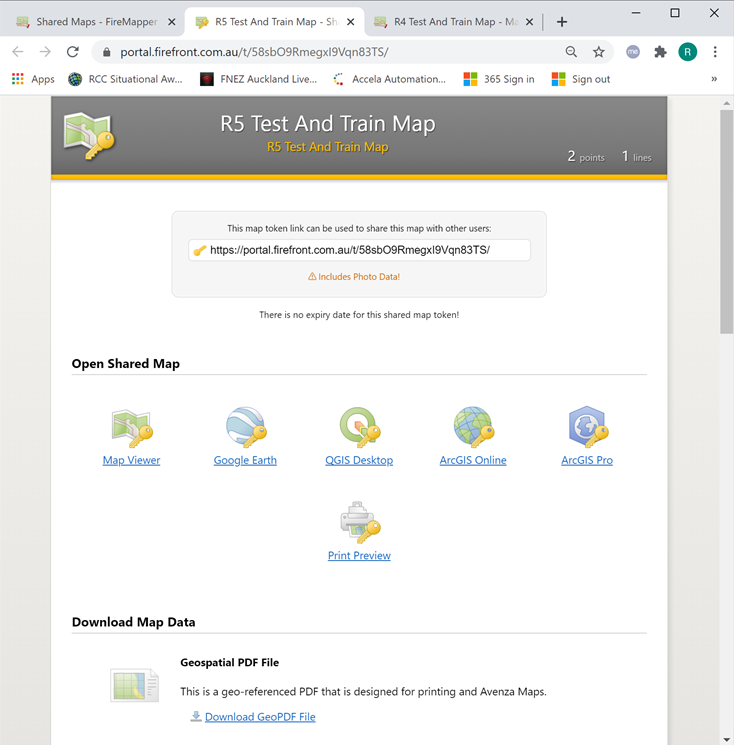 Shared Maps - FireMapper
R5 Test And Train Map - Sh
R4 Test And Train Map - Me
portal.firefront.com.au/t/58sbO9RmegxI9Vqn83TS/
me
R
Apps
RCC Situational Aw...
FNEZ Auckland Live...
Accela Automation...
365 Sign in
Sign out
»
R5 Test And Train Map
R5 Test And Train Map
2 points 1 lines
This map token link can be used to share this map with other users:
https://portal.firefront.com.au/t/58sbO9RmegxI9Vqn83TS/
Includes Photo Data!
There is no expiry date for this shared map token!
Open Shared Map
Map Viewer
Google Earth
QGIS Desktop
ArcGIS Online
ArcGIS Pro
Print Preview
Download Map Data
Geospatial PDF File
This is a geo-referenced PDF that is designed for printing and Avenza Maps.
Download GeoPDF File